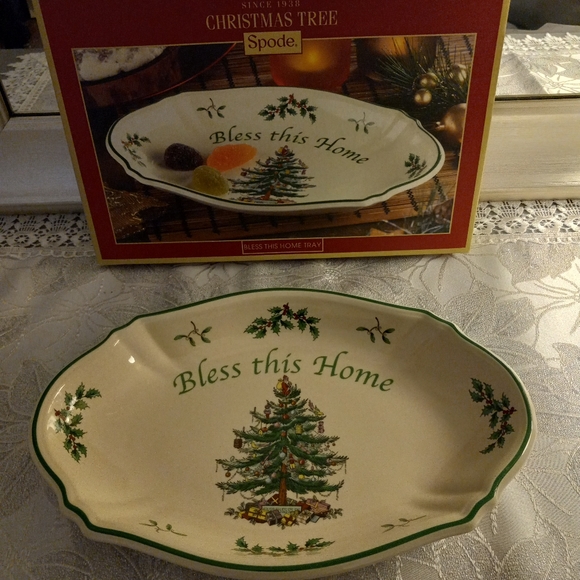 SINCE 1938
CHRISTMAS TREE
Spode®
Bless this Home
BLESS THIS HOME TRAY
Bless this Home